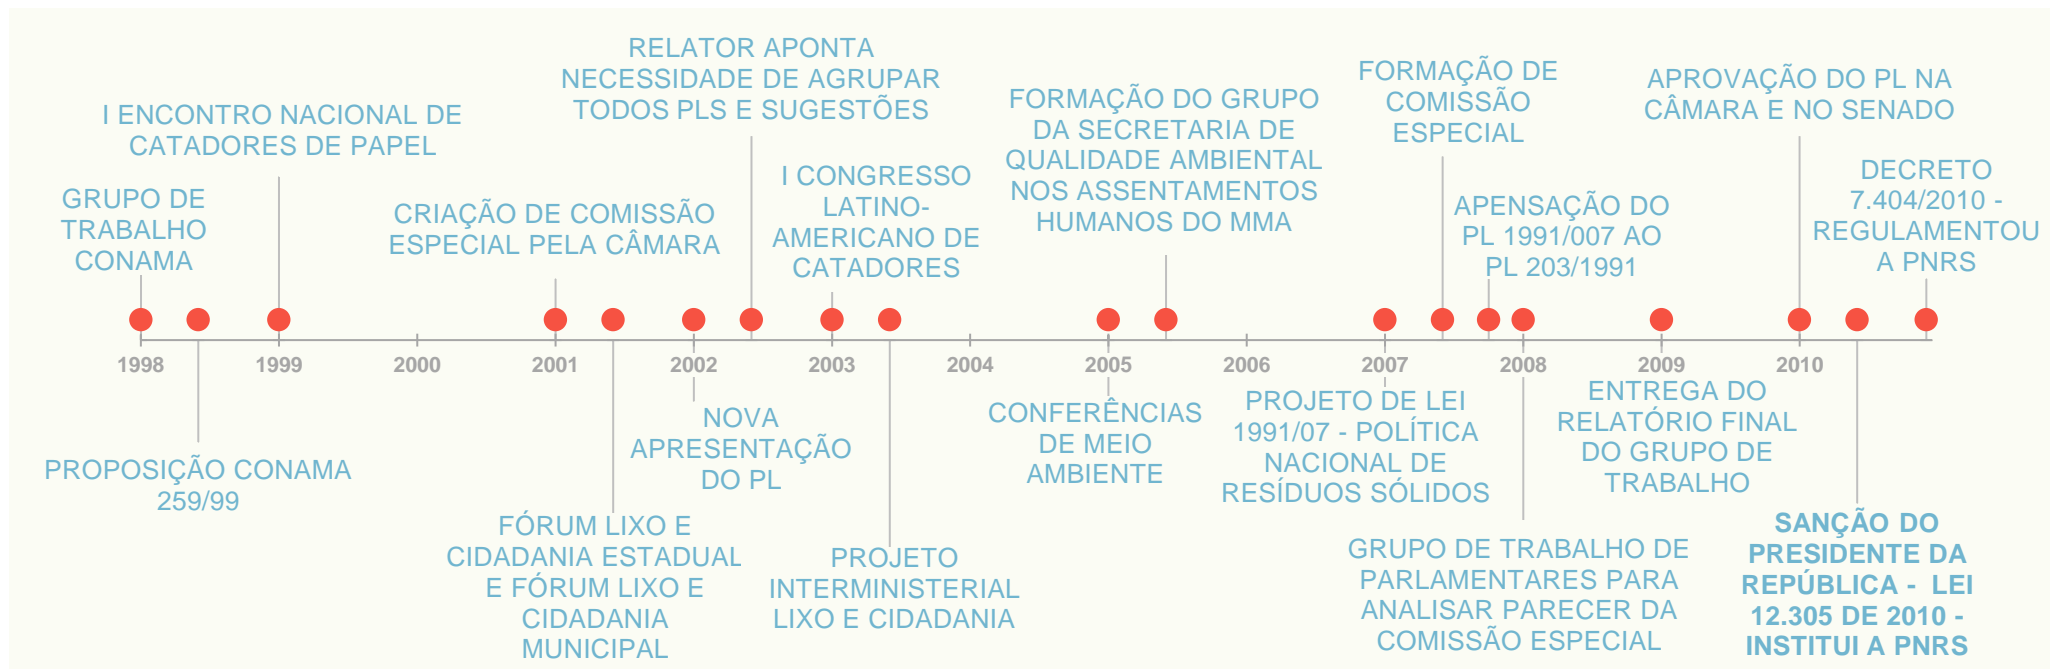 GRUPO DE
TRABALHO
CONAMA
I ENCONTRO NACIONAL DE
CATADORES DE PAPEL
CRIAÇÃO DE COMISSÃO
ESPECIAL PELA CÂMARA
RELATOR APONTA
NECESSIDADE DE AGRUPAR
TODOS PLS E SUGESTÕES
I CONGRESSO
LATINO-
AMERICANO DE
CATADORES
FORMAÇÃO DO GRUPO
DA SECRETARIA DE
QUALIDADE AMBIENTAL
NOS ASSENTAMENTOS
HUMANOS DO MMA
FORMAÇÃO DE
COMISSÃO
ESPECIAL
APENSAÇÃO DO
PL 1991/007 AO
PL 203/1991
APROVAÇÃO DO PL NA
CÂMARA E NO SENADO
DECRETO
7.404/2010 -
REGULAMENTOU
A PNRS
1998 1999 2000 2001 2002 2003 2004 2005 2006 2007 2008 2009 2010
PROPOSIÇÃO CONAMA
259/99
FÓRUM LIXO E
CIDADANIA ESTADUAL
E FÓRUM LIXO E
CIDADANIA
MUNICIPAL
NOVA
APRESENTAÇÃO
DO PL
PROJETO
INTERMINISTERIAL
LIXO E CIDADANIA
CONFERÊNCIAS
DE MEIO
AMBIENTE
PROJETO DE LEI
1991/07 - POLÍTICA
NACIONAL DE
RESÍDUOS SÓLIDOS
GRUPO DE TRABALHO DE
PARLAMENTARES PARA
ANALISAR PARECER DA
COMISSÃO ESPECIAL
ENTREGA DO
RELATÓRIO FINAL
DO GRUPO DE
TRABALHO
SANÇÃO DO
PRESIDENTE DA
REPÚBLICA - LEI
12.305 DE 2010 -
INSTITUI A PNRS